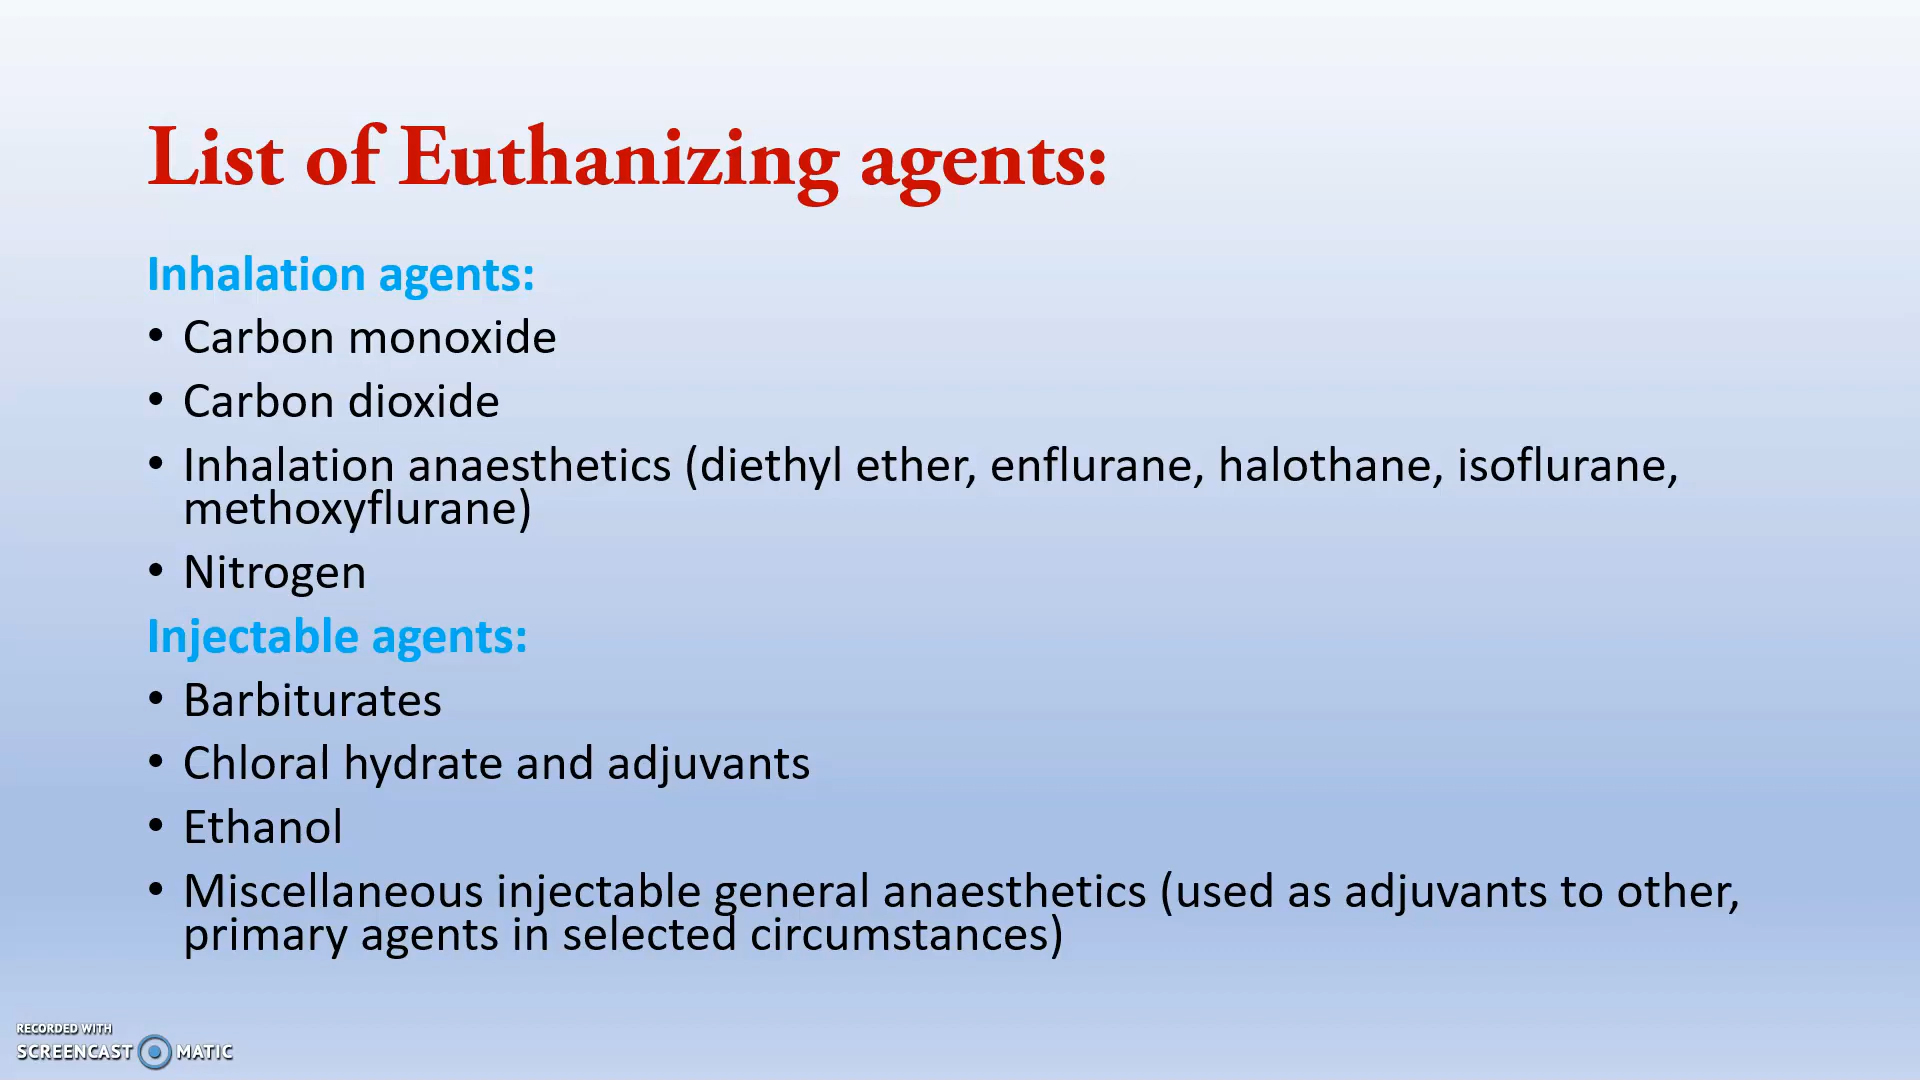 List of Euthanizing agents:
Inhalation agents:
• Carbon monoxide
• Carbon dioxide
• Inhalation anaesthetics (diethyl ether, enflurane, halothane, isoflurane,
methoxyflurane)
• Nitrogen
Injectable agents:
• Barbiturates
• Chloral hydrate and adjuvants
• Ethanol
• Miscellaneous injectable general anaesthetics (used as adjuvants to other,
primary agents in selected circumstances)
RECORDED WITH
SCREENCAST MATIC